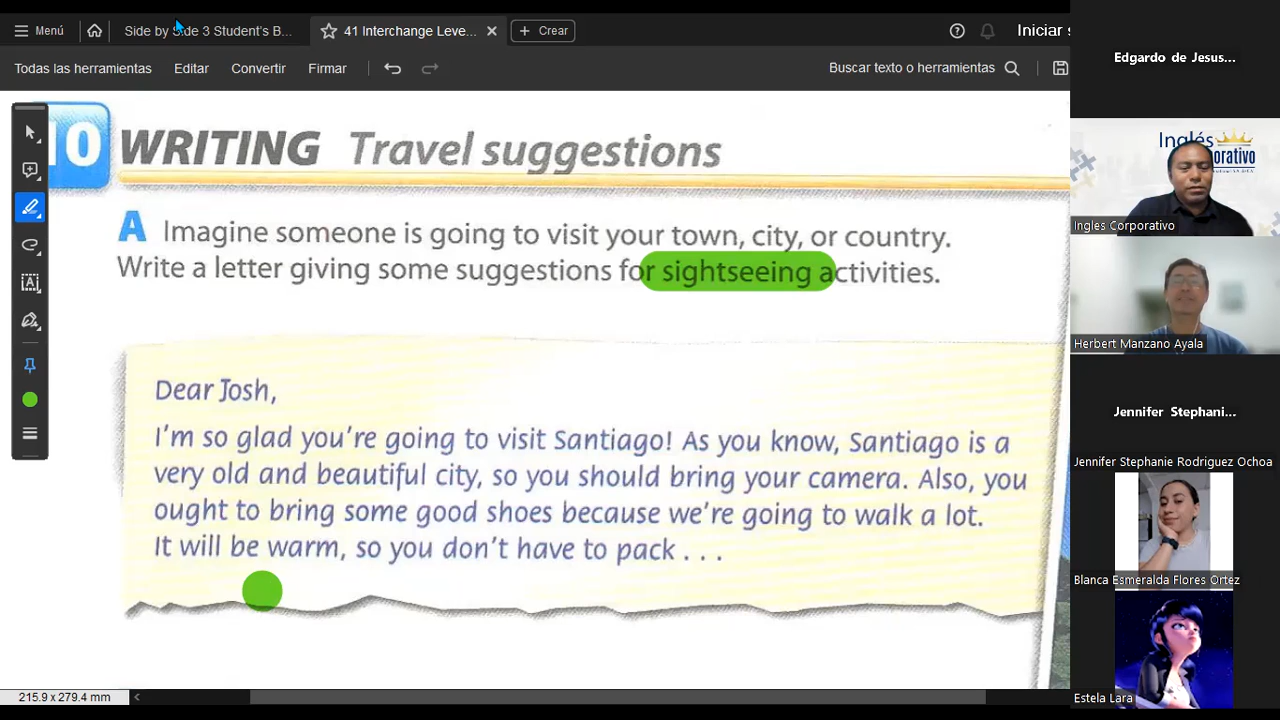 Menú
Side by Side 3 Student's B...
41 Interchange Leve...
Crear
Iniciar s
Todas las herramientas
Editar
Convertir
Firmar
Buscar texto o herramientas
10 WRITING Travel suggestions
A Imagine someone is going to visit your town, city, or country.
Write a letter giving some suggestions for sightseeing activities.
Dear Josh,
I'm so glad you're going to visit Santiago! As you know, Santiago is a
very old and beautiful city, so you should bring your camera. Also, you
ought to bring some good shoes because we're going to walk a lot.
It will be warm, so you don't have to pack . . .
215.9 x 279.4 mm
Edgardo de Jesus...
Inglés
orporativo
Ingles Corporativo
Herbert Manzano Ayala
Jennifer Stephani...
Jennifer Stephanie Rodriguez Ochoa
Blanca Esmeralda Flores Ortez
Estela Lara